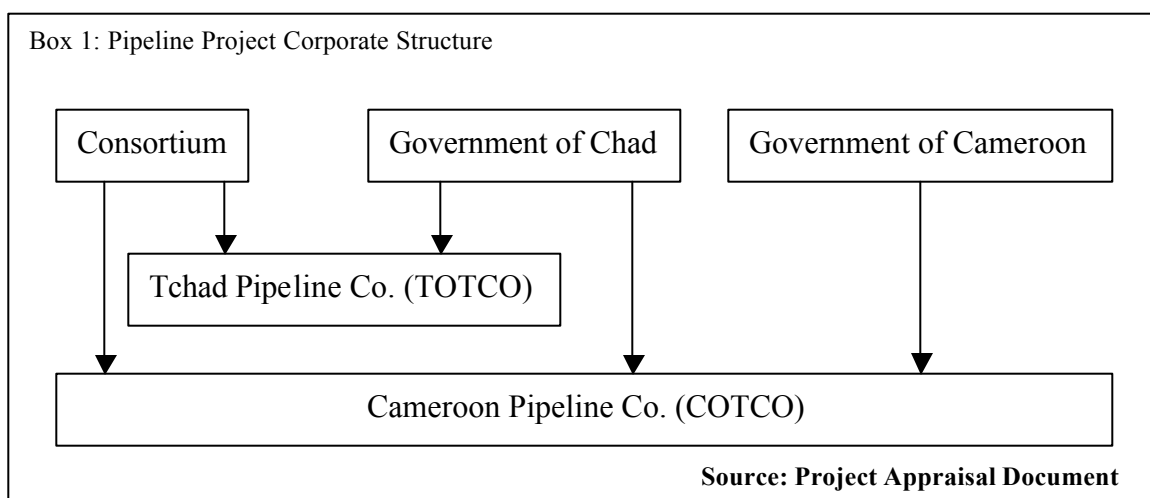 Box 1: Pipeline Project Corporate Structure
Consortium
Government of Chad
Government of Cameroon
Tchad Pipeline Co. (TOTCO)
Cameroon Pipeline Co. (COTCO)
Source: Project Appraisal Document